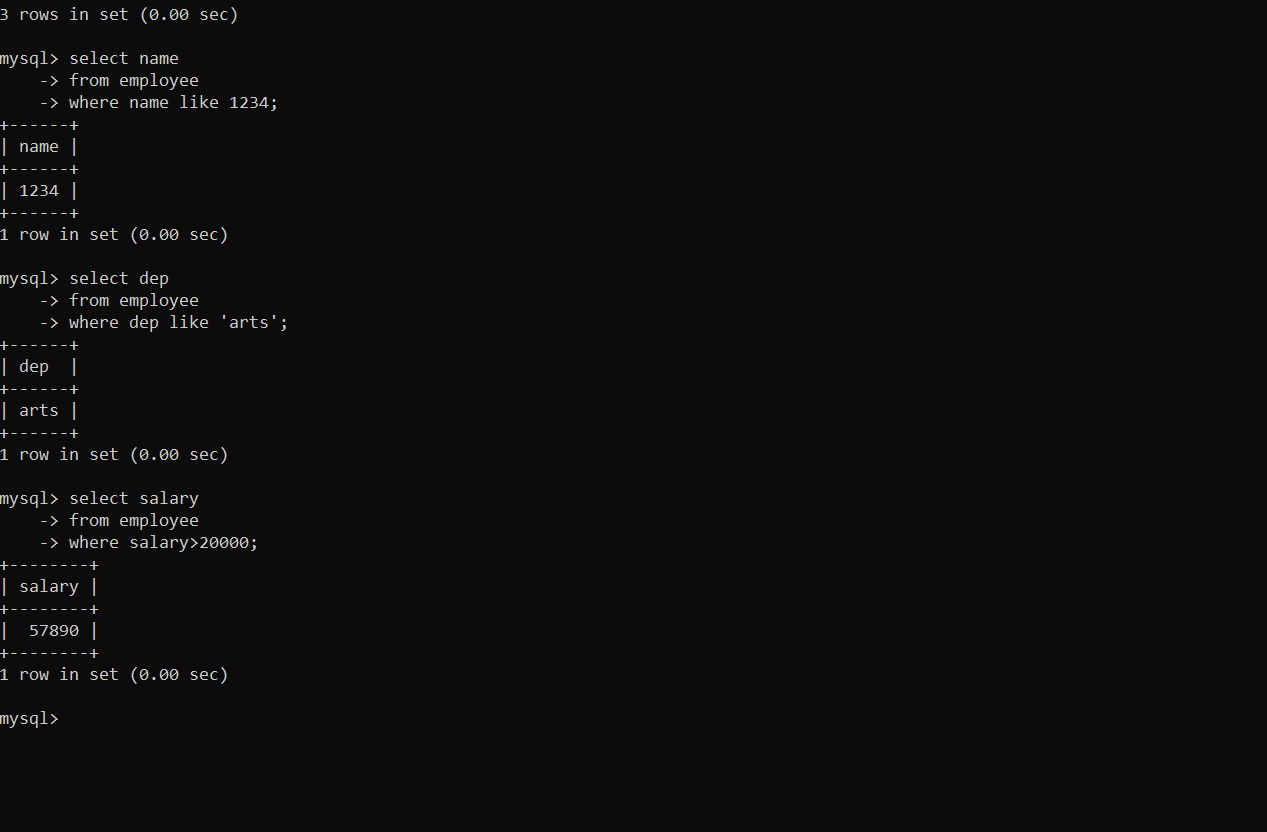 3 rows in set (0.00 sec)
mysql> select name
    -> from employee
    -> where name like 1234;
+------+
| name |
+------+
| 1234 |
+------+
1 row in set (0.00 sec)
mysql> select dep
    -> from employee
    -> where dep like 'arts';
+------+
| dep  |
+------+
| arts |
+------+
1 row in set (0.00 sec)
mysql> select salary
    -> from employee
    -> where salary>20000;
+--------+
| salary |
+--------+
|  57890 |
+--------+
1 row in set (0.00 sec)
mysql>